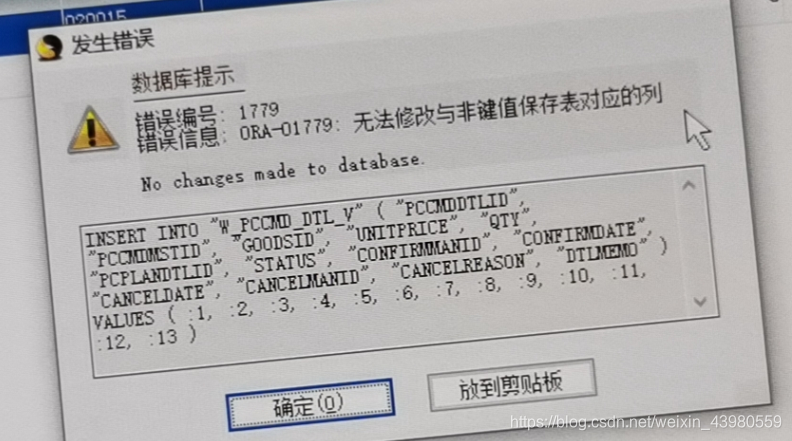 020015
发生错误
数据库提示
错误编号: 1779
错误信息: ORA-01779: 无法修改与非键值保存表对应的列
No changes made to database.
INSERT INTO "W_PCCMD_DTL_V" ( "PCCMDDTLID",
"PCCMDMSTID", "GOODSID", "UNITPRICE", "QTY",
"PCPLANDTLID", "STATUS", "CONFIRMMANID", "CONFIRMDATE",
"CANCELDATE", "CANCELMANID", "CANCELREASON", "DTLMEMO" )
VALUES ( :1, :2, :3, :4, :5, :6, :7, :8, :9, :10, :11,
:12, :13 )
确定(O)
放到剪贴板
https://blog.csdn.net/weixin_43980559